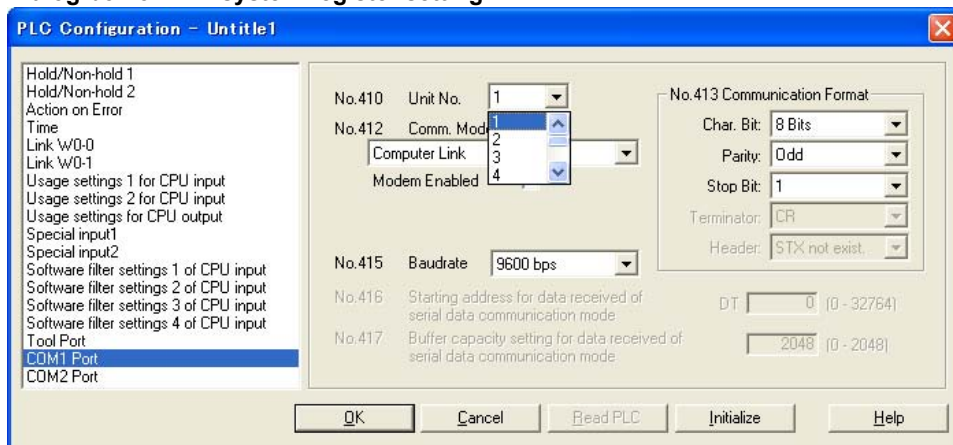 PLC Configuration - Untitle1
Hold/Non-hold 1
Hold/Non-hold 2
Action on Error
Time
Link W0-0
Link W0-1
Usage settings 1 for CPU input
Usage settings 2 for CPU input
Usage settings for CPU output
Special input1
Special input2
Software filter settings 1 of CPU input
Software filter settings 2 of CPU input
Software filter settings 3 of CPU input
Software filter settings 4 of CPU input
Tool Port
COM1 Port
COM2 Port
No.410 Unit No. 1
1
2
3
4
No.412 Comm. Mod
Computer Link
Modem Enabled
No.413 Communication Format
Char. Bit: 8 Bits
Parity: Odd
Stop Bit: 1
Terminator: CR
Header: STX not exist.
No.415 Baudrate 9600 bps
No.416 Starting address for data received of
serial data communication mode
DT 0 (0 - 32764)
No.417 Buffer capacity setting for data received of
serial data communication mode
2048 (0 - 2048)
OK Cancel Read PLC Initialize Help